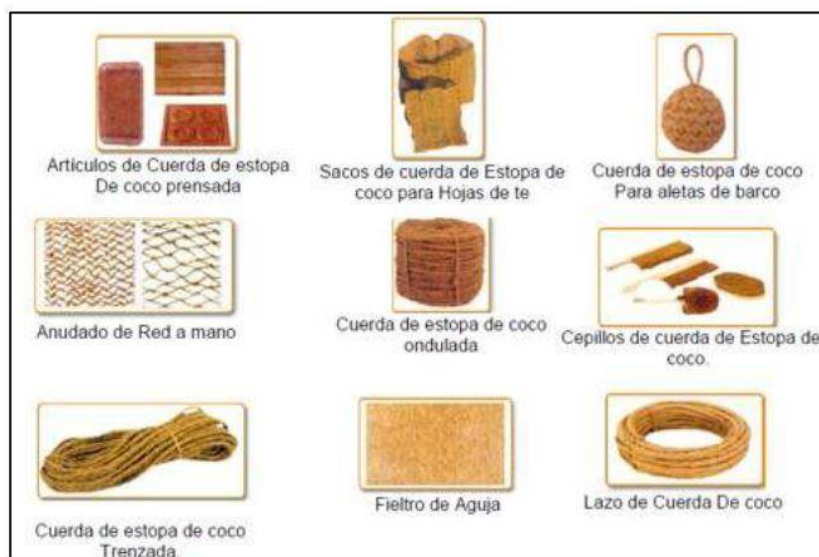 Artículos de Cuerda de estopa
De coco prensada
Sacos de cuerda de Estopa de
coco para Hojas de te
Cuerda de estopa de coco
Para aletas de barco
Anudado de Red a mano
Cuerda de estopa de coco
ondulada
Cepillos de cuerda de Estopa de
coco.
Cuerda de estopa de coco
Trenzada.
Fieltro de Aguja
Lazo de Cuerda De coco